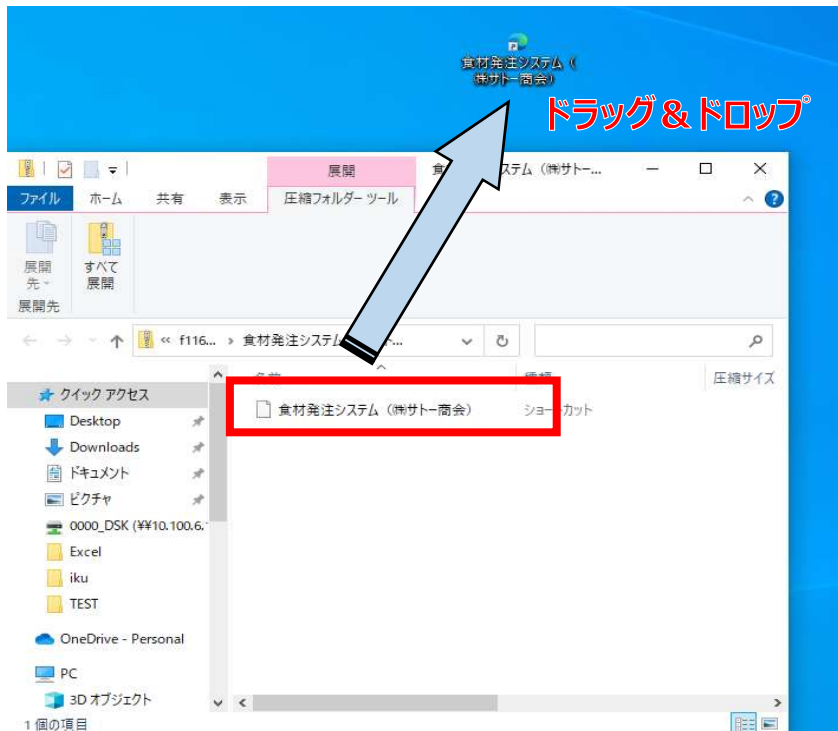 食材発注システム（
㈱サトー商会）
ドラッグ＆ドロップ
展開
ステム（㈱サトー...
ファイル
ホーム
共有
表示
圧縮フォルダー ツール
展開
先
すべて
展開
展開先
« f116...
› 食材発注システム
クイック アクセス
圧縮サイズ
Desktop
食材発注システム（㈱サトー商会）
Downloads
ドキュメント
ピクチャ
0000_DSK (¥¥10.100.6.
Excel
iku
TEST
OneDrive - Personal
PC
3D オブジェクト
1 個の項目